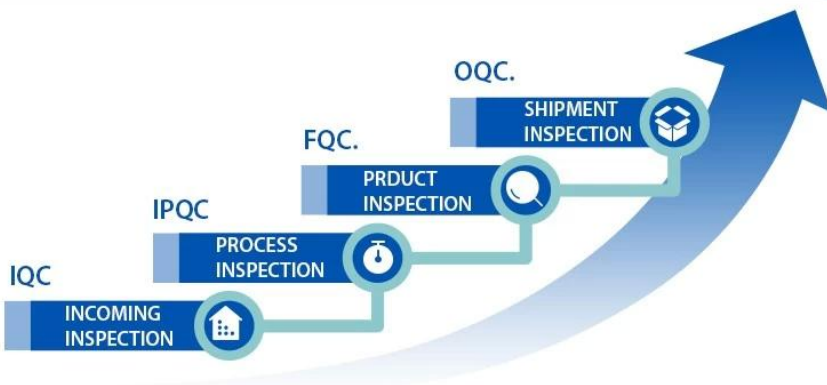 OQC.
SHIPMENT
INSPECTION
FQC.
PRDUCT
INSPECTION
IPQC
PROCESS
INSPECTION
IQC
INCOMING
INSPECTION